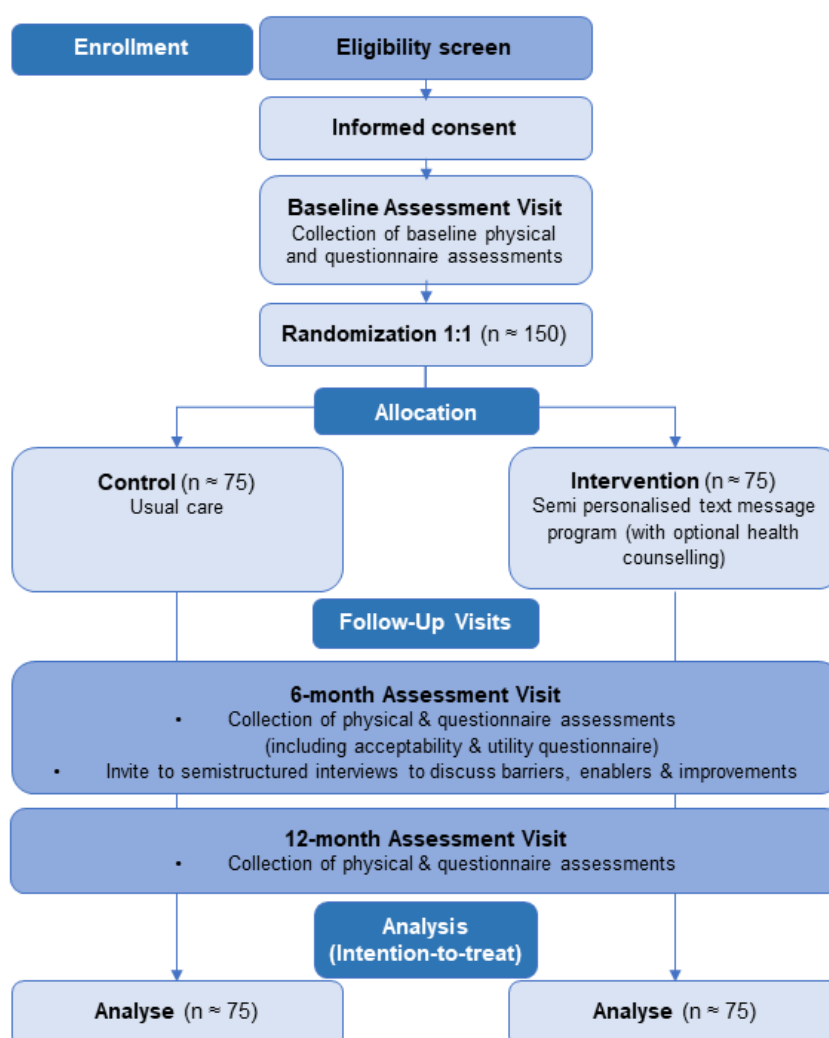 Enrollment
Eligibility screen
Informed consent
Baseline Assessment Visit
Collection of baseline physical
and questionnaire assessments
Randomization 1:1 (n ≈ 150)
Allocation
Control (n ≈ 75)
Usual care
Intervention (n ≈ 75)
Semi personalised text message
program (with optional health
counselling)
Follow-Up Visits
6-month Assessment Visit
• Collection of physical & questionnaire assessments
(including acceptability & utility questionnaire)
• Invite to semistructured interviews to discuss barriers, enablers & improvements
12-month Assessment Visit
• Collection of physical & questionnaire assessments
Analysis
(Intention-to-treat)
Analyse (n ≈ 75)
Analyse (n ≈ 75)